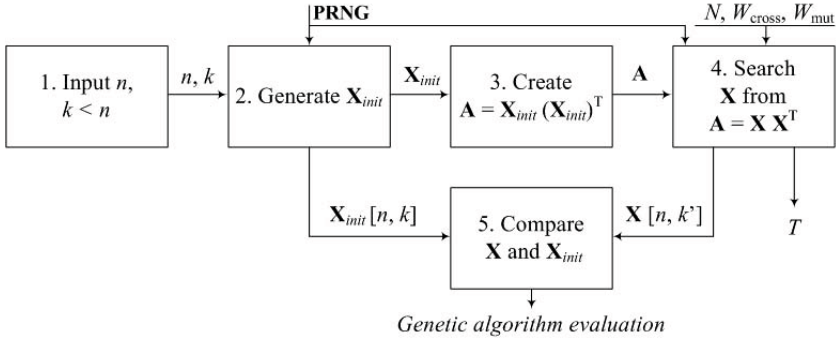 PRNG
N, W_cross, W_mut
1. Input n,
k < n
n, k
2. Generate X_init
X_init
3. Create
A = X_init (X_init)^T
A
4. Search
X from
A = X X^T
X_init [n, k]
5. Compare
X and X_init
X [n, k’]
T
Genetic algorithm evaluation